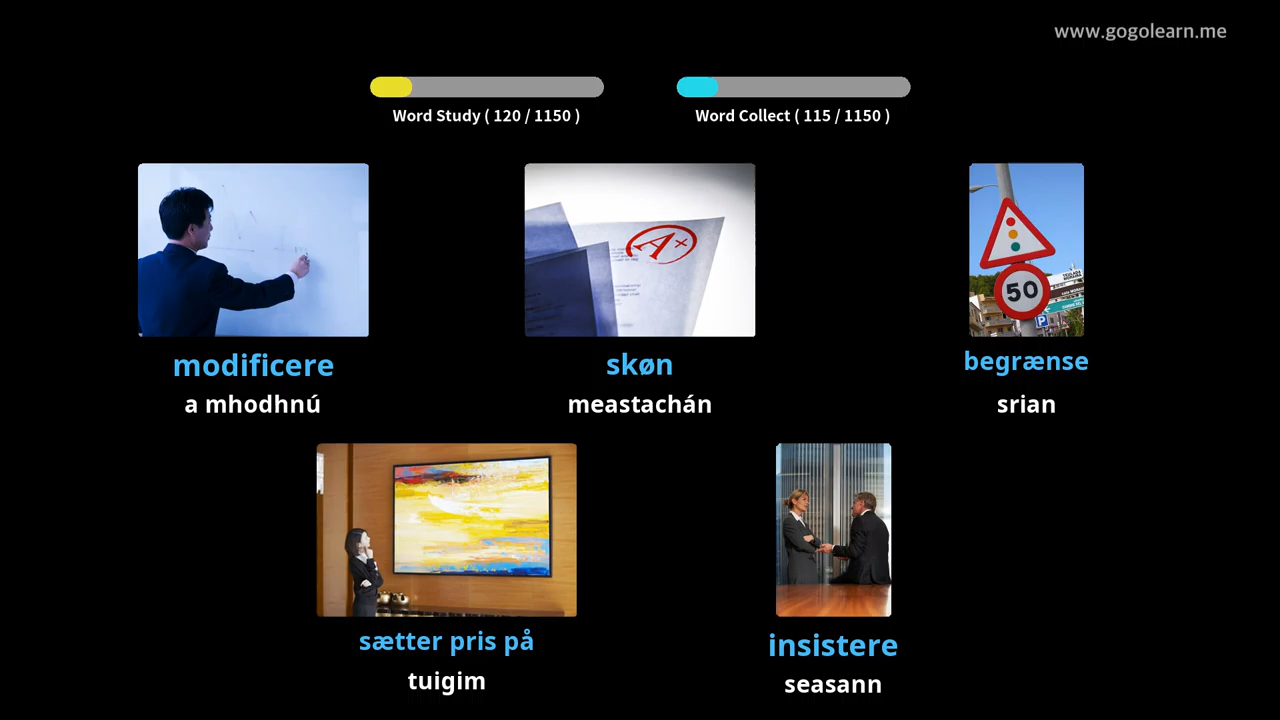 www.gogolearn.me
Word Study ( 120 / 1150 )
Word Collect ( 115 / 1150 )
A+
50
P
modificere
skøn
begrænse
a mhodhnú
meastachán
srian
sætter pris på
insistere
tuigim
seasann